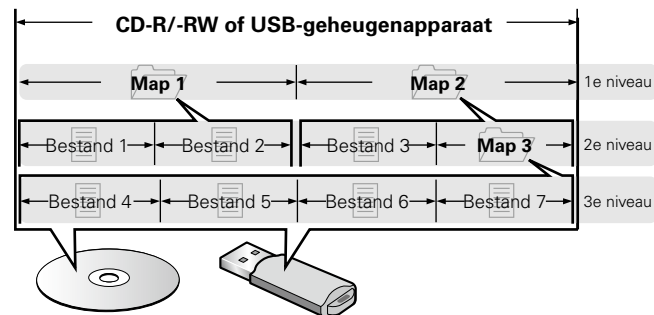 CD-R/-RW of USB-geheugenapparaat
Map 1 Map 2 1e niveau
Bestand 1 Bestand 2 Bestand 3 Map 3 2e niveau
Bestand 4 Bestand 5 Bestand 6 Bestand 7 3e niveau